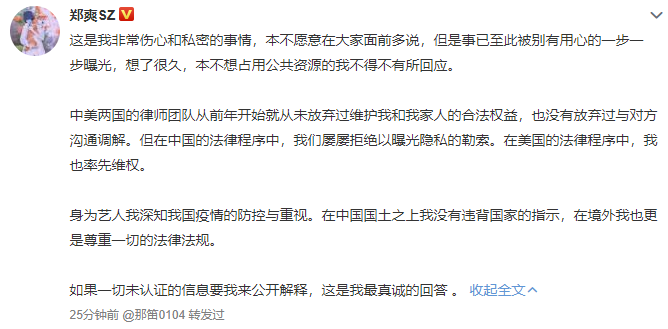 郑爽SZ
这是我非常伤心和私密的事情，本不愿意在大家面前多说，但是事已至此被别有用心的一步一
步曝光，想了很久，本不想占用公共资源的我不得不有所回应。
中美两国的律师团队从前年开始就从未放弃过维护我和我家人的合法权益，也没有放弃过与对方
沟通调解。但在中国的法律程序中，我们屡屡拒绝以曝光隐私的勒索。在美国的法律程序中，我
也率先维权。
身为艺人我深知我国疫情的防控与重视。在中国国土之上我没有违背国家的指示，在境外我也更
是尊重一切的法律法规。
如果一切未认证的信息要我来公开解释，这是我最真诚的回答 。 收起全文
25分钟前 @那笛0104 转发过